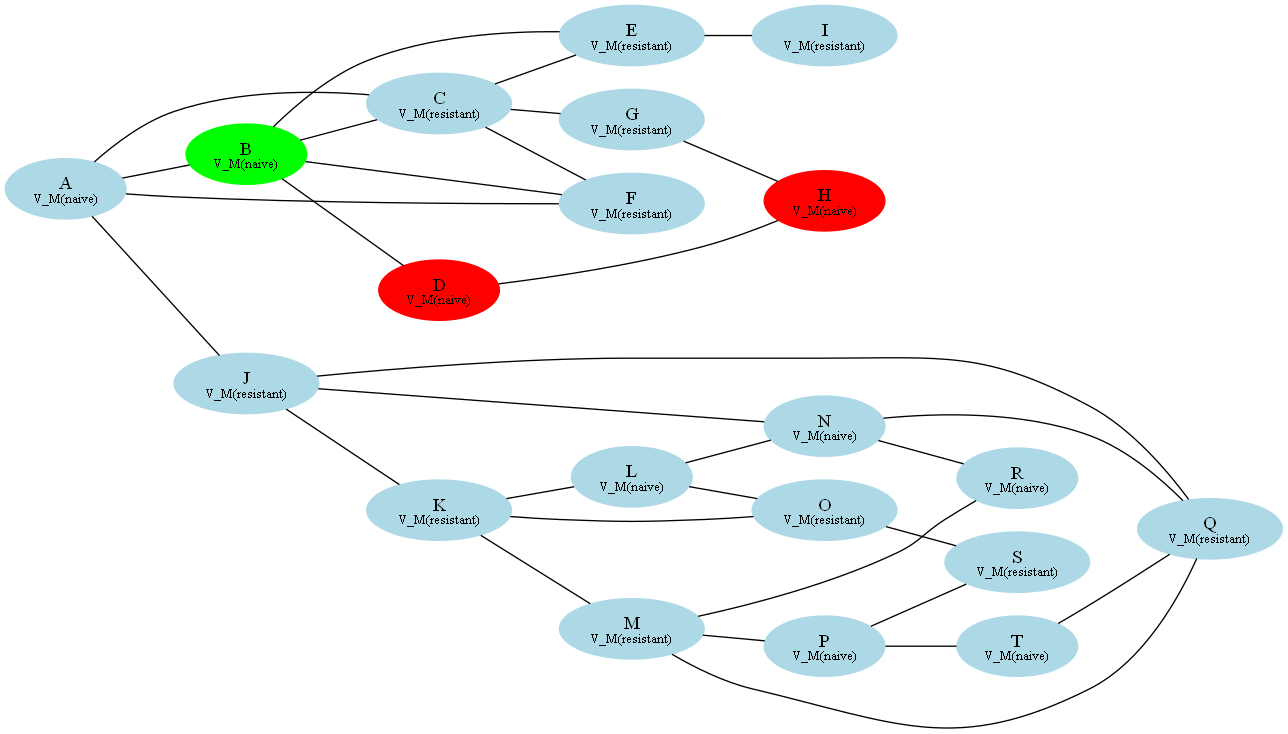 A
V_M(naive)
B
V_M(naive)
C
V_M(resistant)
D
V_M(naive)
E
V_M(resistant)
G
V_M(resistant)
F
V_M(resistant)
I
V_M(resistant)
H
V_M(naive)
J
V_M(resistant)
K
V_M(resistant)
L
V_M(naive)
M
V_M(resistant)
N
V_M(naive)
O
V_M(resistant)
P
V_M(naive)
R
V_M(naive)
S
V_M(resistant)
T
V_M(naive)
Q
V_M(resistant)